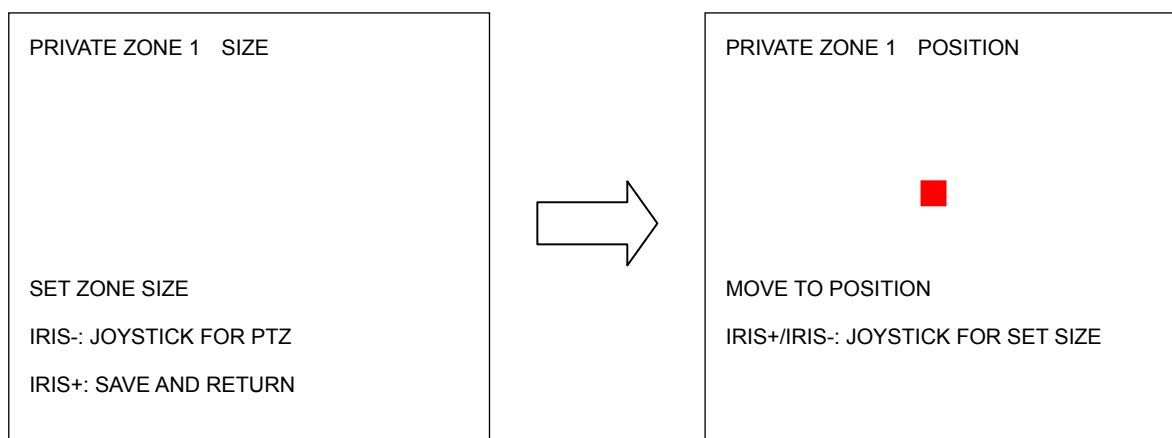 PRIVATE ZONE 1 SIZE
SET ZONE SIZE
IRIS-: JOYSTICK FOR PTZ
IRIS+: SAVE AND RETURN
PRIVATE ZONE 1 POSITION
MOVE TO POSITION
IRIS+/IRIS-: JOYSTICK FOR SET SIZE